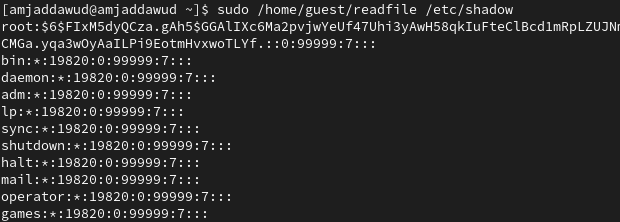 [amjaddawud@amjaddawud ~]$ sudo /home/guest/readfile /etc/shadow
root:$6$FIxM5dyQCza.gAh5$GGAlIXc6Ma2pvjwYeUf47Uhi3yAwH58qkIuFteClBcd1mRpLZUJN
CMGa.yqa3wOyAaILPi9EotmHvxwoTLYf.::0:99999:7:::
bin:*:19820:0:99999:7:::
daemon:*:19820:0:99999:7:::
adm:*:19820:0:99999:7:::
lp:*:19820:0:99999:7:::
sync:*:19820:0:99999:7:::
shutdown:*:19820:0:99999:7:::
halt:*:19820:0:99999:7:::
mail:*:19820:0:99999:7:::
operator:*:19820:0:99999:7:::
games:*:19820:0:99999:7:::